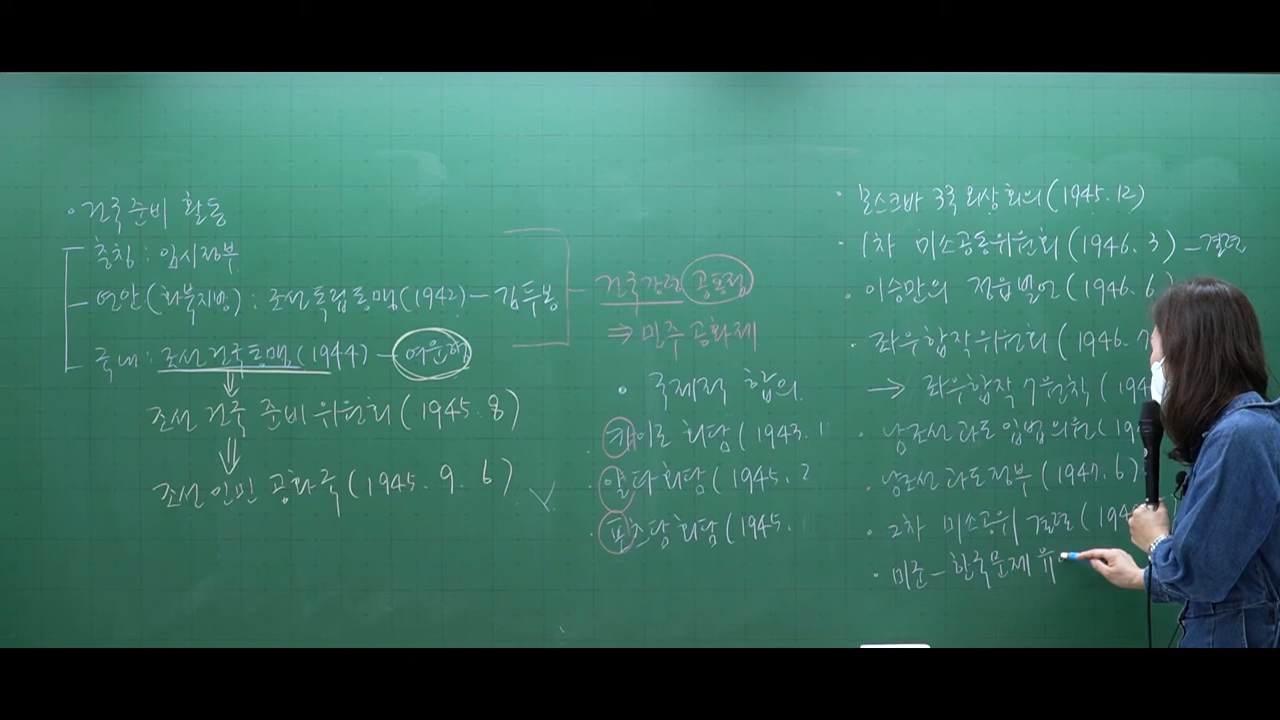 · 건국준비 활동
충칭 : 임시정부
연안(화북지방) : 조선독립동맹(1942) - 김두봉
국내 : 조선건국동맹(1944) - 여운형
⇓
조선 건국 준비 위원회(1945. 8)
⇓
조선 인민 공화국(1945. 9. 6)
건국강령 공통점
⇒ 민주 공화제
· 국제적 합의
· 카이로 회담(1943. 1
· 얄타회담(1945. 2
· 포츠담회담(1945.
· 모스크바 3국 외상 회의(1945. 12)
· 1차 미소공동위원회(1946. 3) - 결렬
· 이승만의 정읍발언(1946. 6
· 좌우합작위원회(1946. 7
→ 좌우합작 7원칙(194
· 남조선과도입법의원(19
· 남조선과도정부(1947. 6)
· 2차 미소공위 결렬(194
· 미군 - 한국문제 유